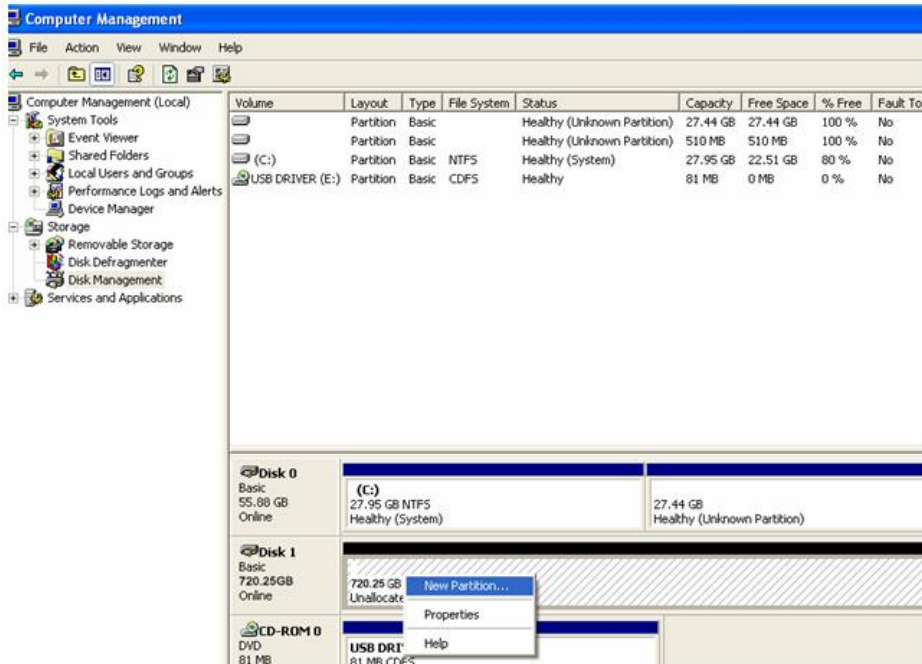 Computer Management
File Action View Window Help
Computer Management (Local)
System Tools
Event Viewer
Shared Folders
Local Users and Groups
Performance Logs and Alerts
Device Manager
Storage
Removable Storage
Disk Defragmenter
Disk Management
Services and Applications
Volume Layout Type File System Status Capacity Free Space % Free Fault To
Partition Basic Healthy (Unknown Partition) 27.44 GB 27.44 GB 100 % No
Partition Basic Healthy (Unknown Partition) 510 MB 510 MB 100 % No
(C:) Partition Basic NTFS Healthy (System) 27.95 GB 22.51 GB 80 % No
USB DRIVER (E:) Partition Basic CDFS Healthy 81 MB 0 MB 0 % No
Disk 0
Basic
55.88 GB
Online
(C:)
27.95 GB NTFS
Healthy (System)
27.44 GB
Healthy (Unknown Partition)
Disk 1
Basic
720.25GB
Online
720.25 GB
Unallocate
New Partition...
Properties
Help
CD-ROM 0
DVD
81 MB
USB DRI
81 MB CDFS